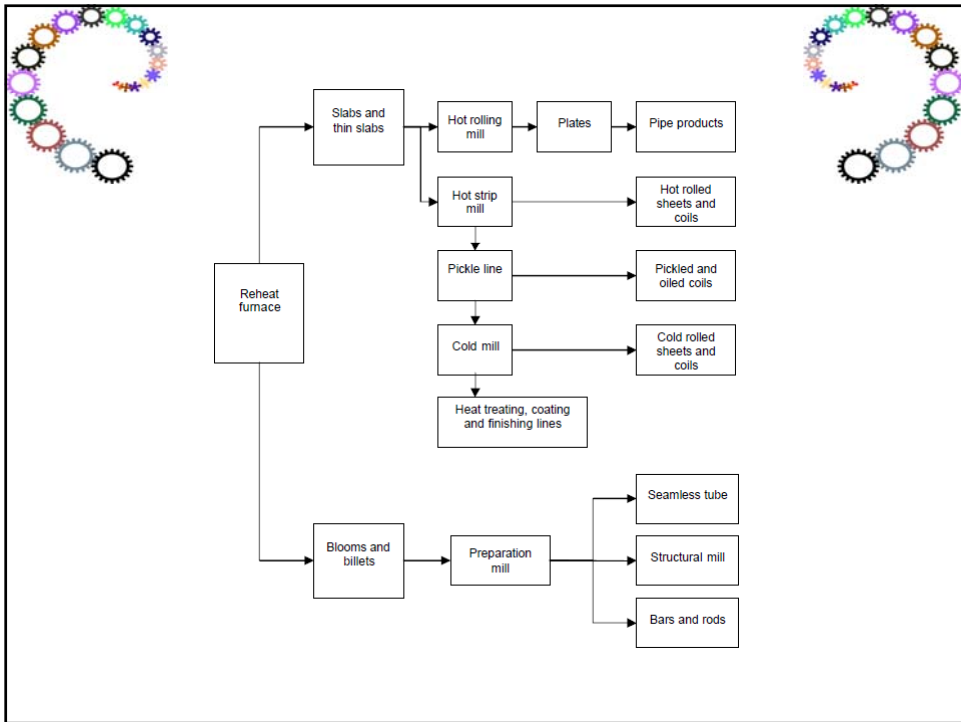 Slabs and
thin slabs
Hot rolling
mill
Plates
Pipe products
Hot strip
mill
Hot rolled
sheets and
coils
Reheat
furnace
Pickle line
Pickled and
oiled coils
Cold mill
Cold rolled
sheets and
coils
Heat treating, coating
and finishing lines
Blooms and
billets
Preparation
mill
Seamless tube
Structural mill
Bars and rods